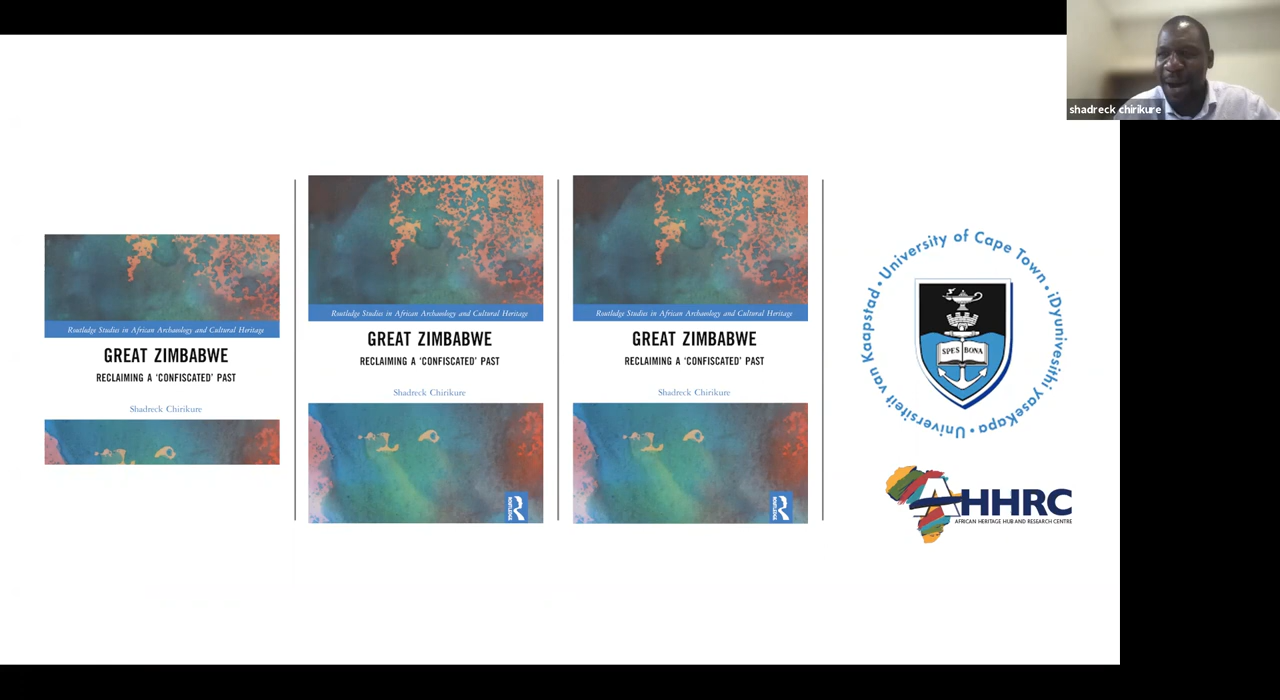 shadreck chirikure
Routledge Studies in African Archaeology and Cultural Heritage
GREAT ZIMBABWE
RECLAIMING A ‘CONFISCATED’ PAST
Shadreck Chirikure
Routledge Studies in African Archaeology and Cultural Heritage
GREAT ZIMBABWE
RECLAIMING A ‘CONFISCATED’ PAST
Shadreck Chirikure
ROUTLEDGE
Routledge Studies in African Archaeology and Cultural Heritage
GREAT ZIMBABWE
RECLAIMING A ‘CONFISCATED’ PAST
Shadreck Chirikure
ROUTLEDGE
University of Cape Town • iDyunivesithi yaseKapa • Universiteit van Kaapstad •
SPES BONA
AHHRC
AFRICAN HERITAGE HUB AND RESEARCH CENTRE